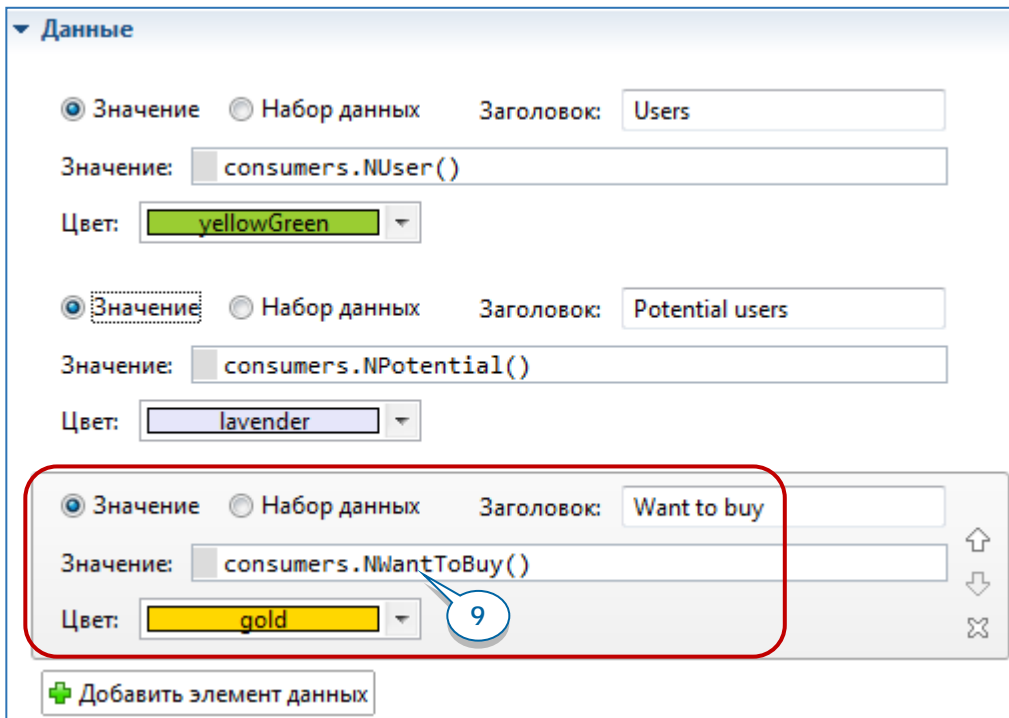 Данные
Значение Набор данных Заголовок: Users
Значение: consumers.NUser()
Цвет: yellowGreen
Значение Набор данных Заголовок: Potential users
Значение: consumers.NPotential()
Цвет: lavender
Значение Набор данных Заголовок: Want to buy
Значение: consumers.NWantToBuy()
Цвет: gold 9
Добавить элемент данных